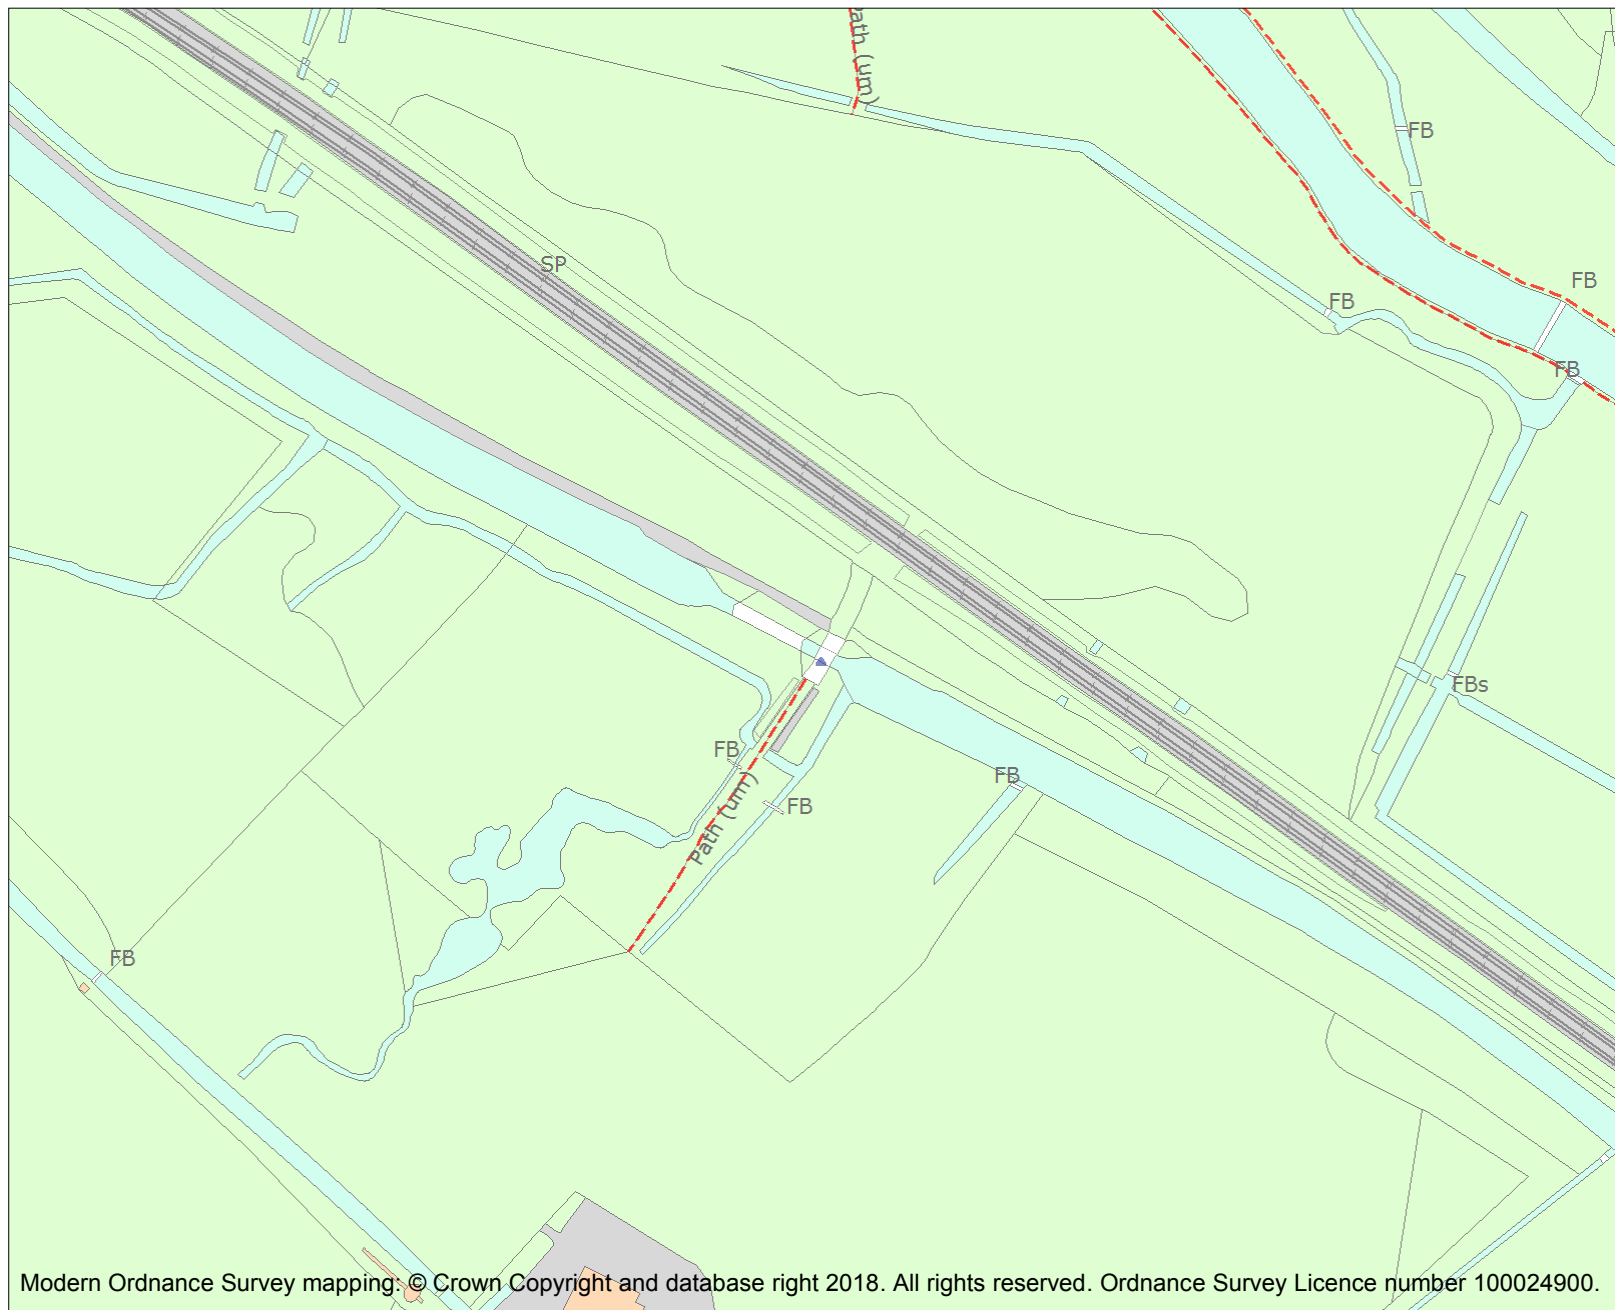 Path (um)
FB
SP
FB
FB
FB
FBs
FB
FB
FB
Path (um)
FB
Modern Ordnance Survey mapping: © Crown Copyright and database right 2018. All rights reserved. Ordnance Survey Licence number 100024900.